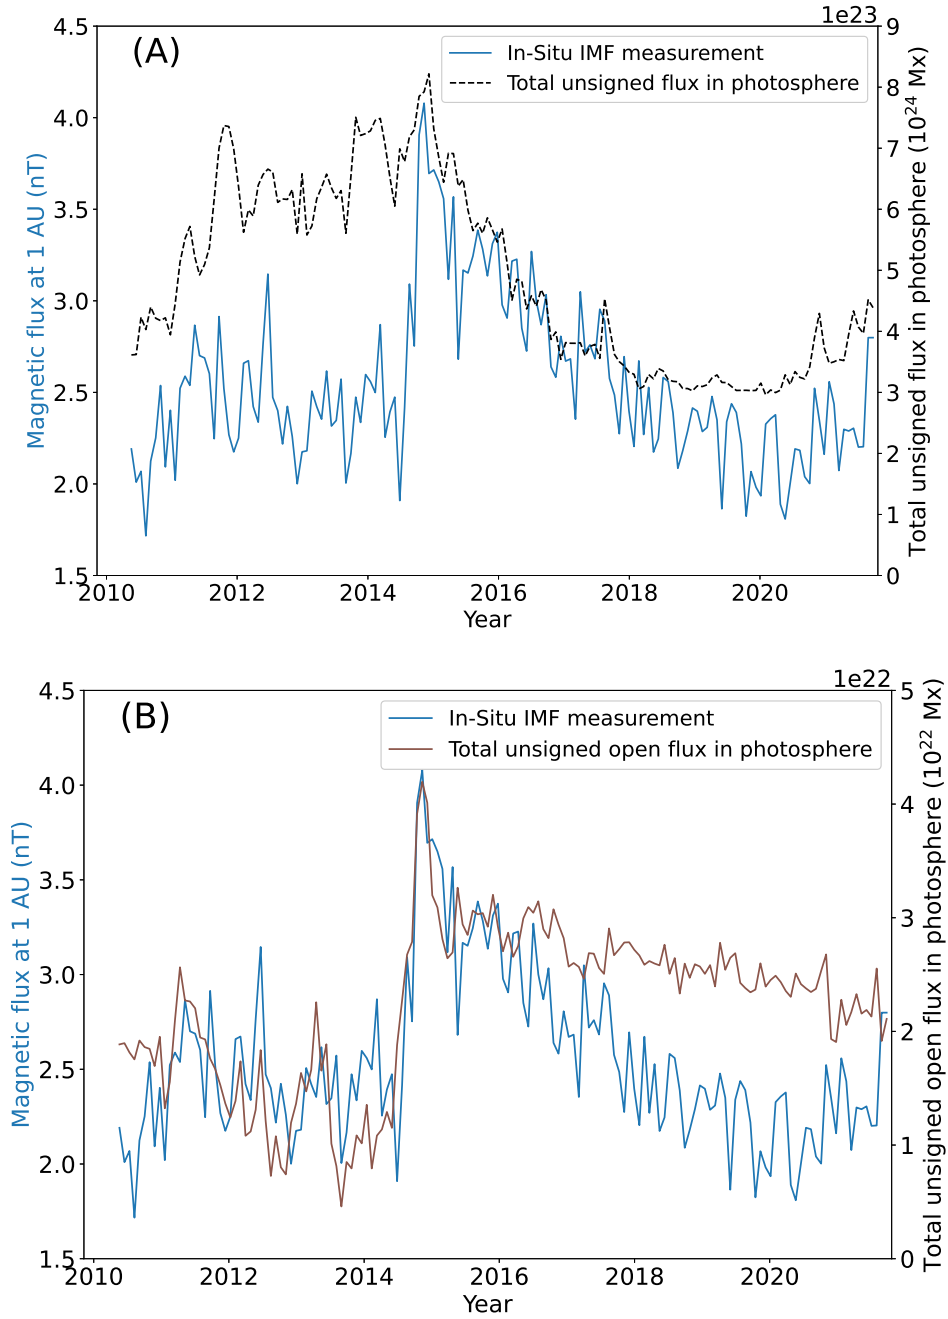 1e23
(A)
In-Situ IMF measurement
Total unsigned flux in photosphere
Magnetic flux at 1 AU (nT)
4.5
4.0
3.5
3.0
2.5
2.0
1.5
9
8
7
6
5
4
3
2
1
0
Total unsigned flux in photosphere (10²⁴ Mx)
2010 2012 2014 2016 2018 2020
Year
1e22
(B)
In-Situ IMF measurement
Total unsigned open flux in photosphere
Magnetic flux at 1 AU (nT)
4.5
4.0
3.5
3.0
2.5
2.0
1.5
5
4
3
2
1
0
Total unsigned open flux in photosphere (10²² Mx)
2010 2012 2014 2016 2018 2020
Year